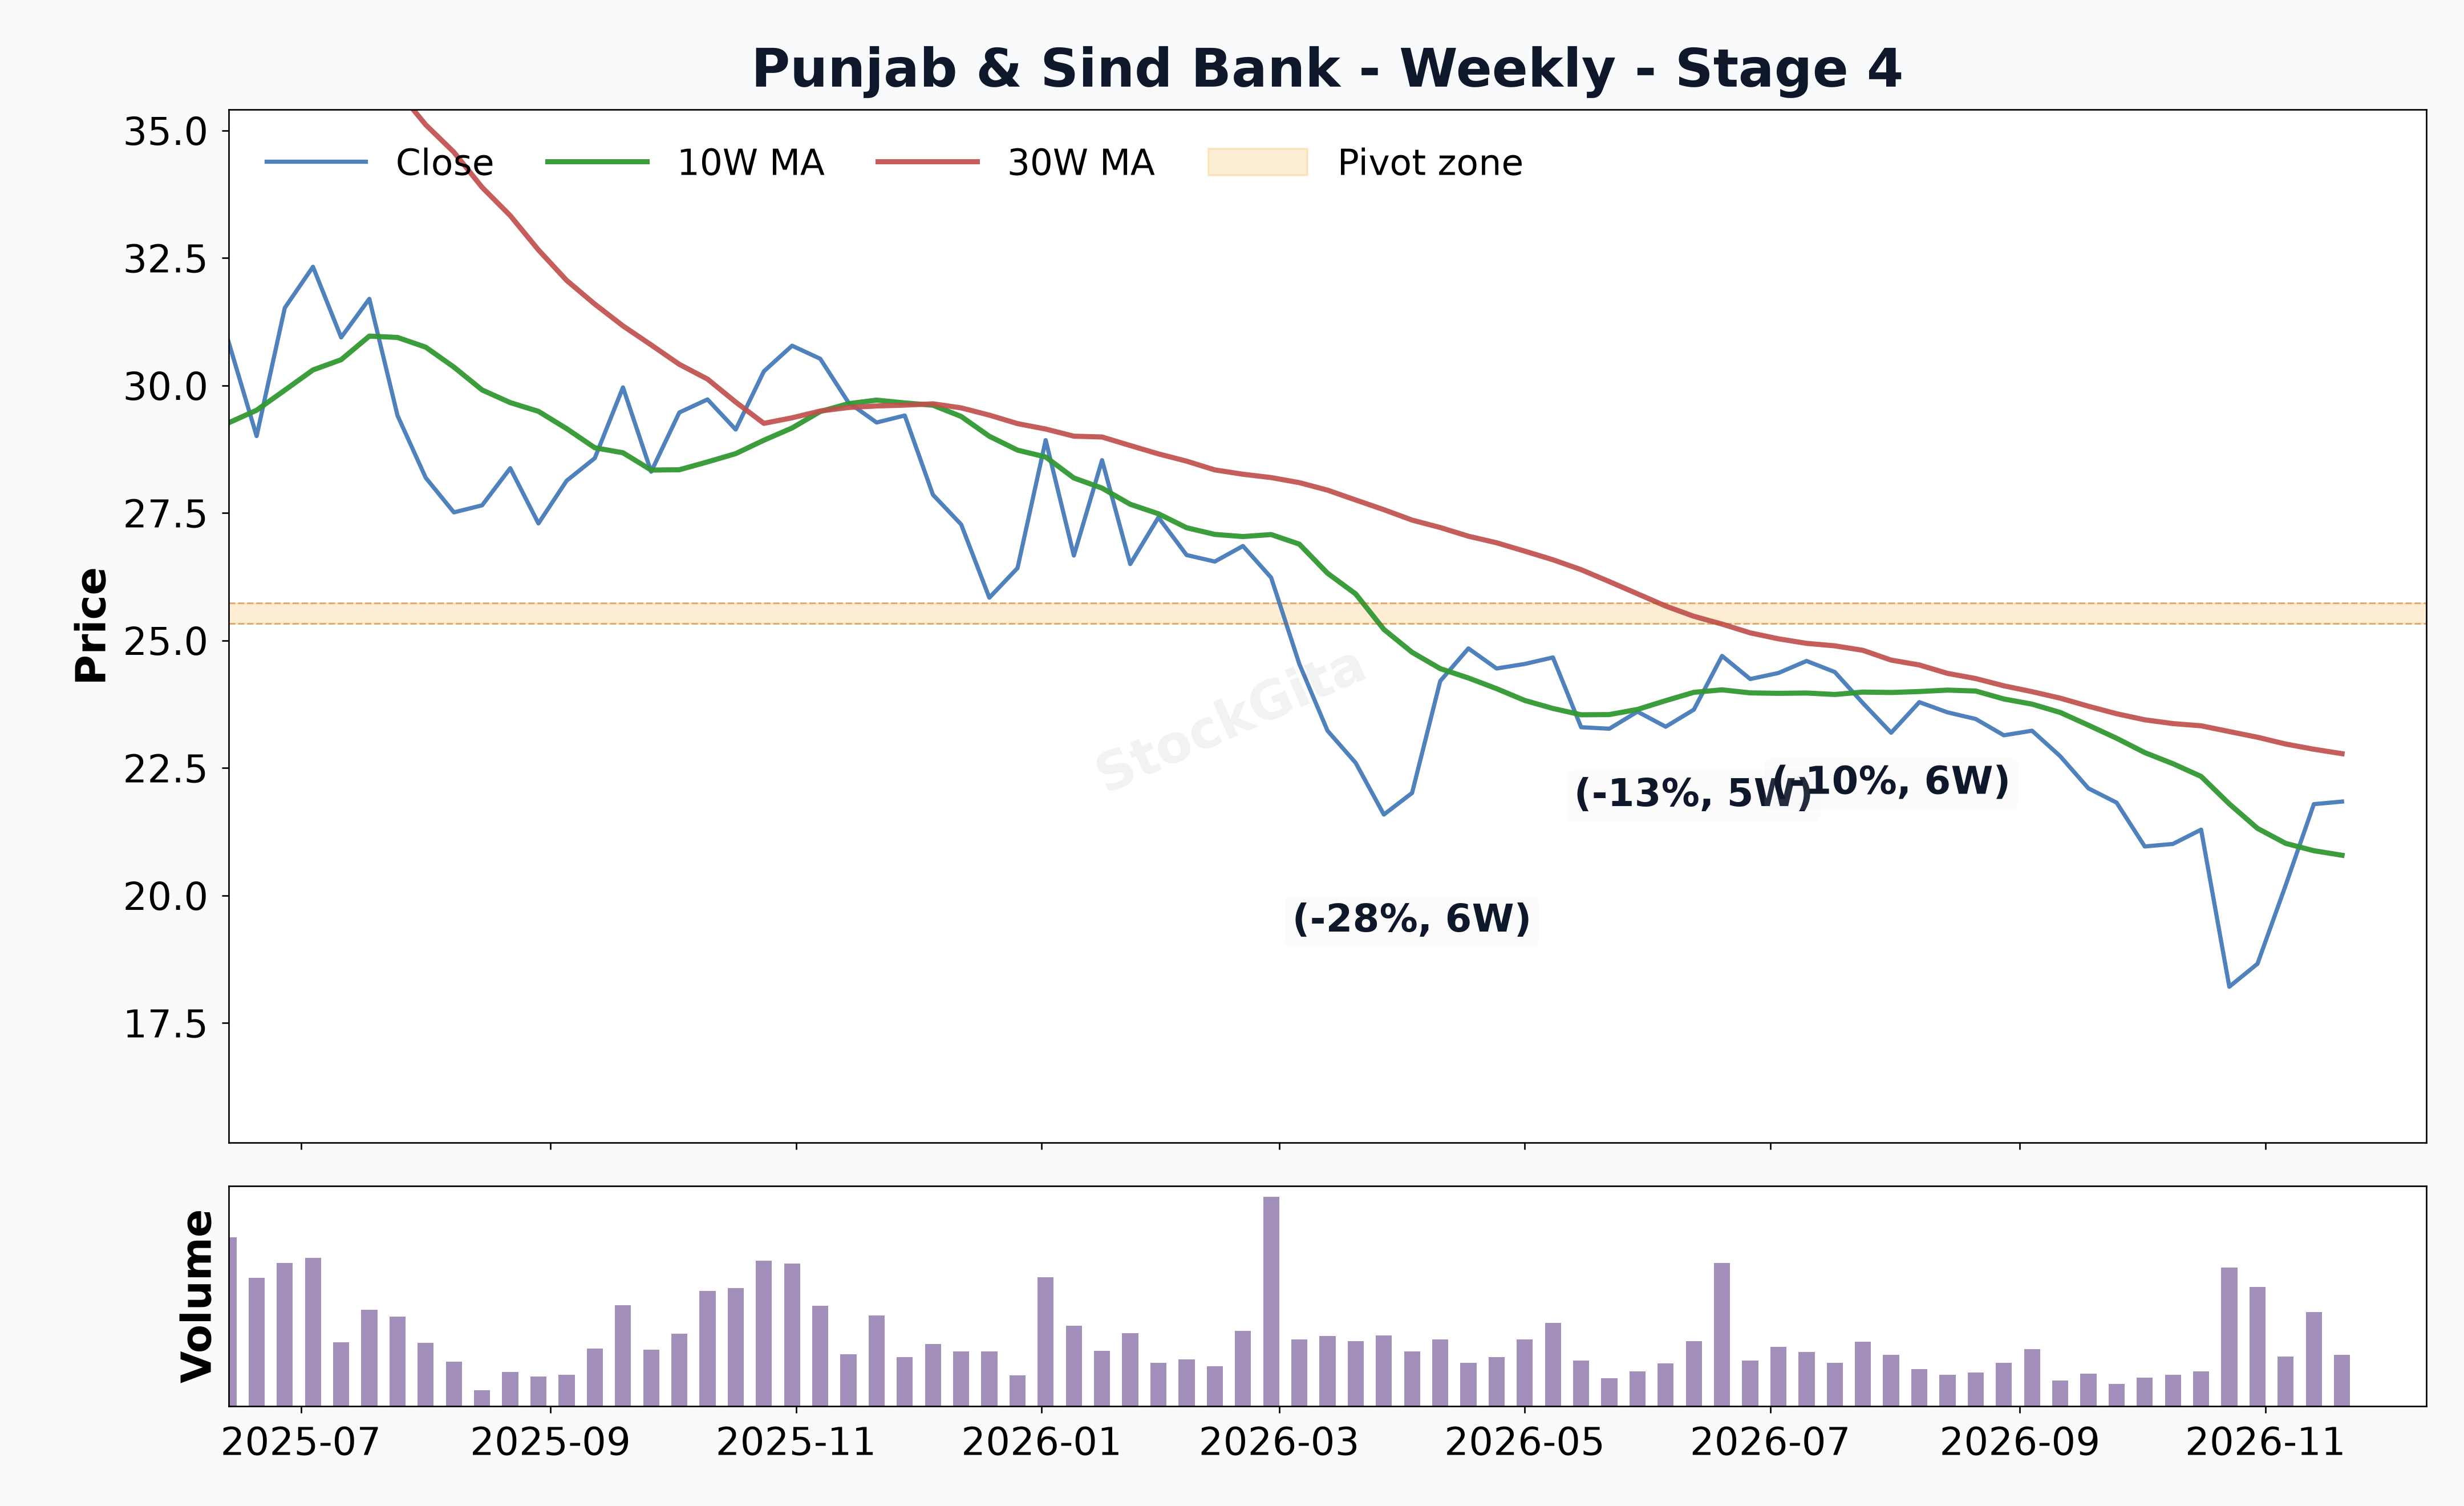 Punjab & Sind Bank - Weekly - Stage 4
Close 10W MA 30W MA Pivot zone
35.0
32.5
30.0
27.5
25.0
22.5
20.0
17.5
Price
StockGita
(-28%, 6W)
(-13%, 5W)
(-10%, 6W)
Volume
2025-07 2025-09 2025-11 2026-01 2026-03 2026-05 2026-07 2026-09 2026-11